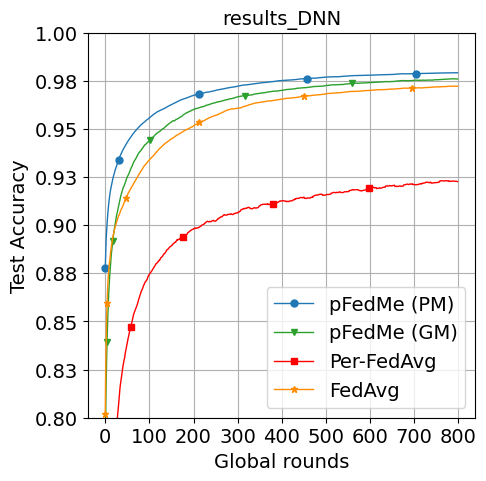 results_DNN
1.00
0.98
0.95
0.93
0.90
0.88
0.85
0.83
0.80
Test Accuracy
pFedMe (PM)
pFedMe (GM)
Per-FedAvg
FedAvg
0 100 200 300 400 500 600 700 800
Global rounds